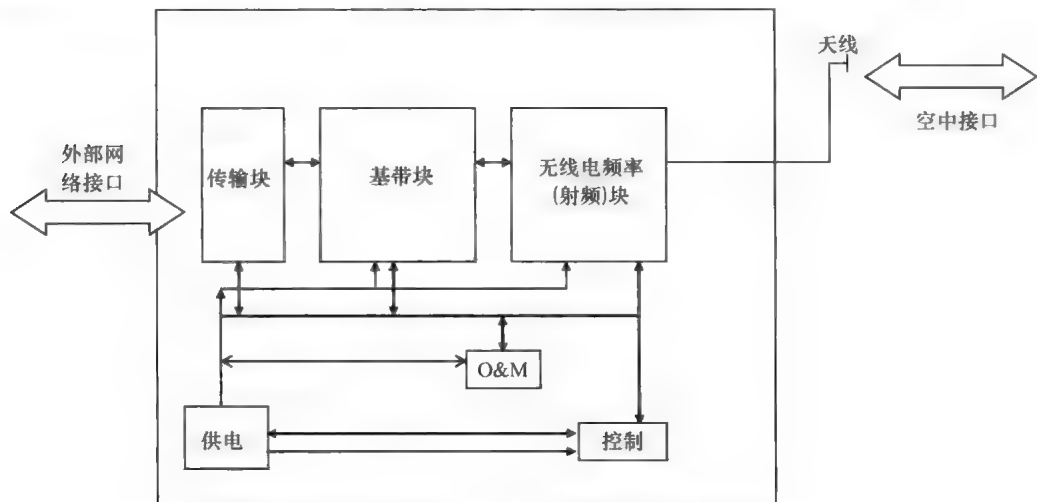 天线
空中接口
外部网
络接口
传输块
基带块
无线电频率
(射频)块
O&M
供电
控制